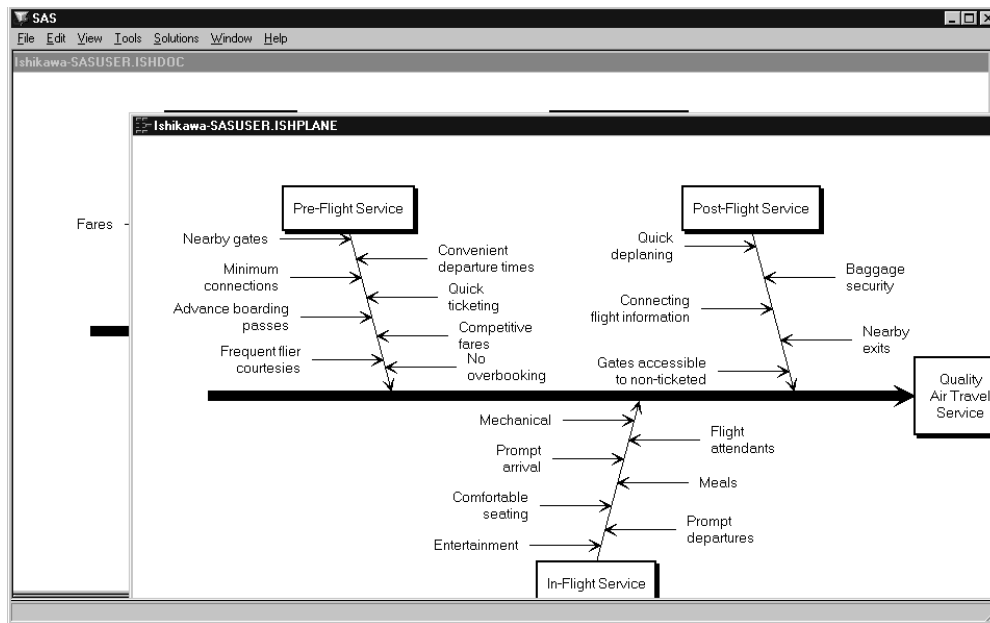 SAS
File Edit View Tools Solutions Window Help
Ishikawa-SASUSER.ISHDOC
Ishikawa-SASUSER.ISHPLANE
Fares
Pre-Flight Service
Nearby gates
Minimum
connections
Advance boarding
passes
Frequent flier
courtesies
Convenient
departure times
Quick
ticketing
Competitive
fares
No
overbooking
Post-Flight Service
Quick
deplaning
Connecting
flight information
Gates accessible
to non-ticketed
Baggage
security
Nearby
exits
Quality
Air Travel
Service
Mechanical
Prompt
arrival
Comfortable
seating
Entertainment
Flight
attendants
Meals
Prompt
departures
In-Flight Service